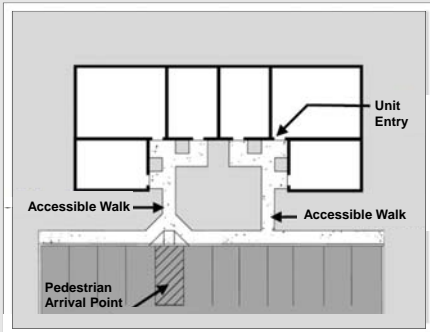 Unit
Entry
Accessible Walk
Accessible Walk
Pedestrian
Arrival Point